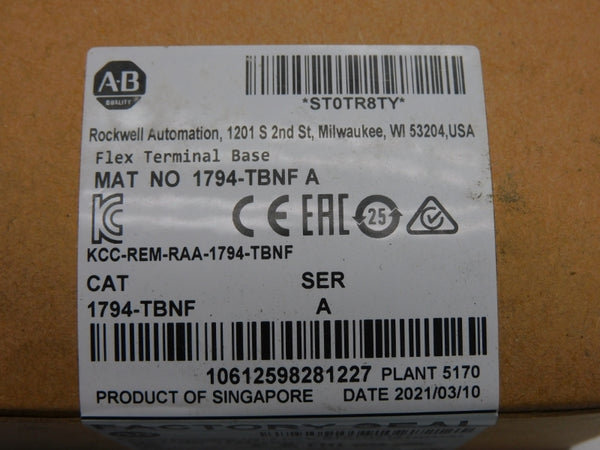 A-B
QUALITY
*ST0TR8TY*
Rockwell Automation, 1201 S 2nd St, Milwaukee, WI 53204,USA
Flex Terminal Base
MAT NO 1794-TBNF A
CE EAC 25
KCC-REM-RAA-1794-TBNF
CAT SER
1794-TBNF A
10612598281227 PLANT 5170
PRODUCT OF SINGAPORE DATE 2021/03/10
FACTORY SEAL